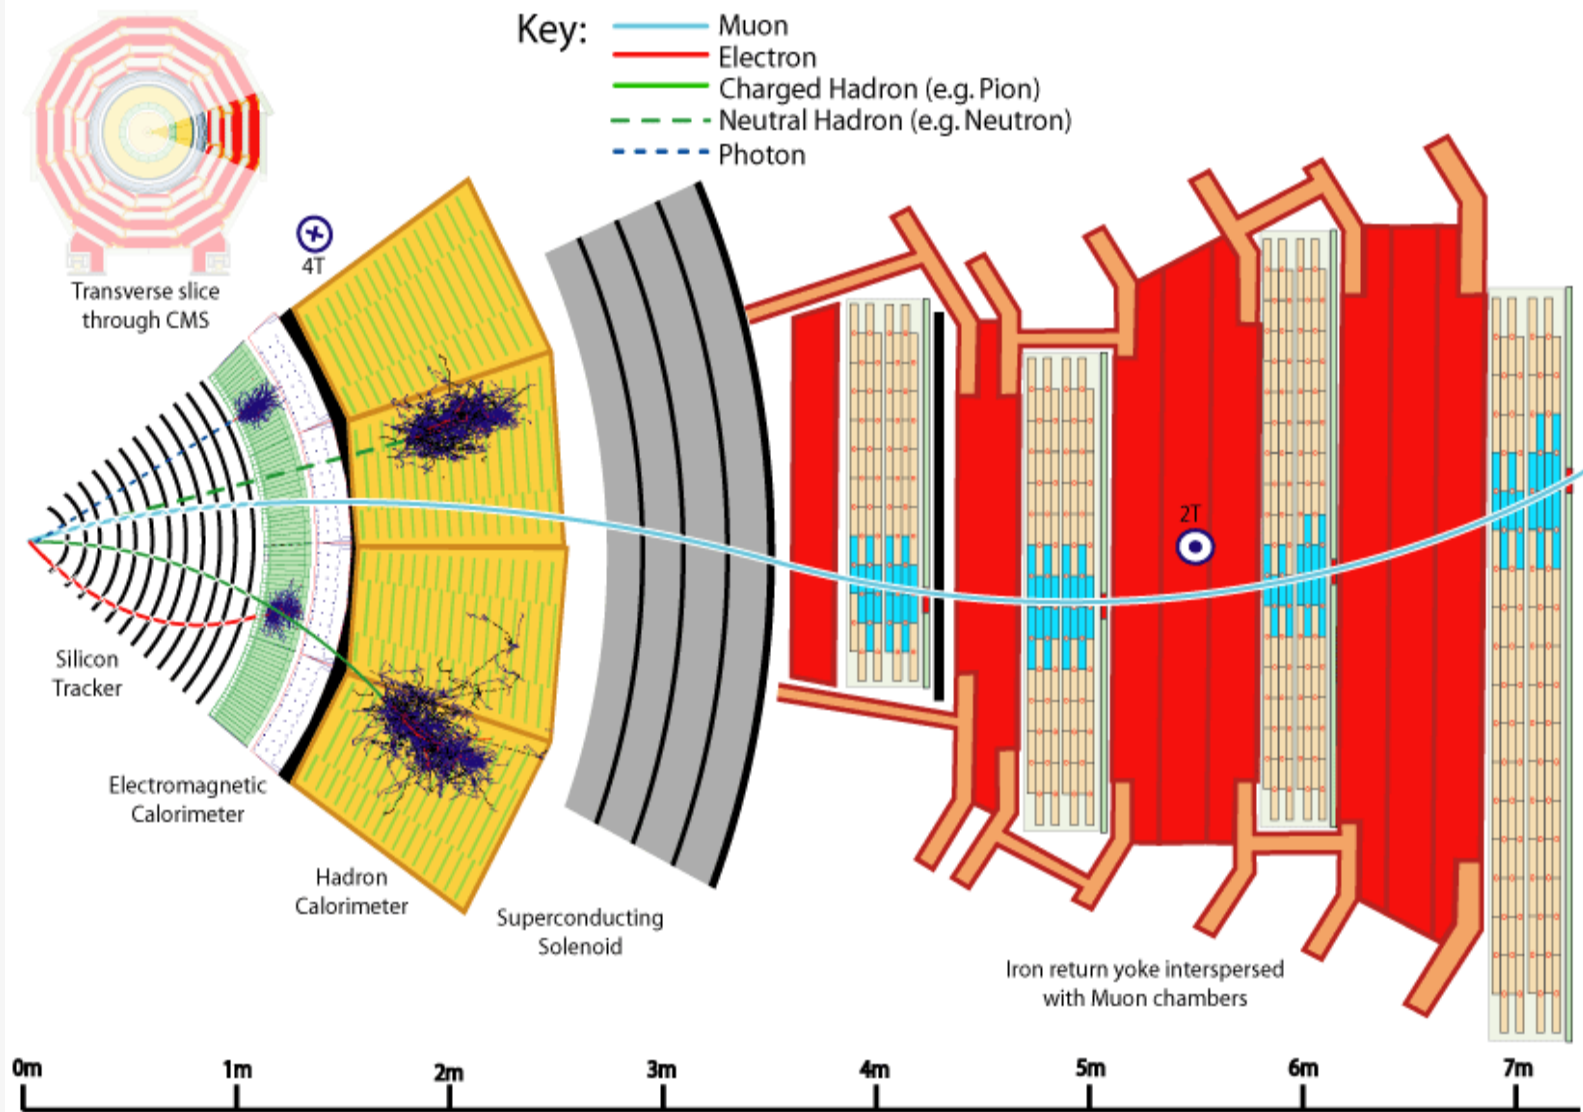 Key:
Muon
Electron
Charged Hadron (e.g. Pion)
Neutral Hadron (e.g. Neutron)
Photon
4T
Transverse slice
through CMS
2T
Silicon
Tracker
Electromagnetic
Calorimeter
Hadron
Calorimeter
Superconducting
Solenoid
Iron return yoke interspersed
with Muon chambers
0m 1m 2m 3m 4m 5m 6m 7m